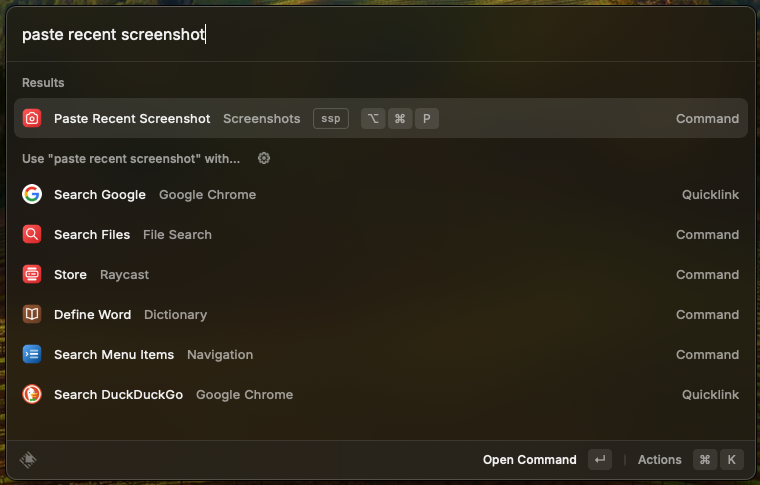 paste recent screenshot
Results
Paste Recent Screenshot Screenshots ssp ⌥ ⌘ P Command
Use "paste recent screenshot" with...
Search Google Google Chrome Quicklink
Search Files File Search Command
Store Raycast Command
Define Word Dictionary Command
Search Menu Items Navigation Command
Search DuckDuckGo Google Chrome Quicklink
Open Command ↵ | Actions ⌘ K